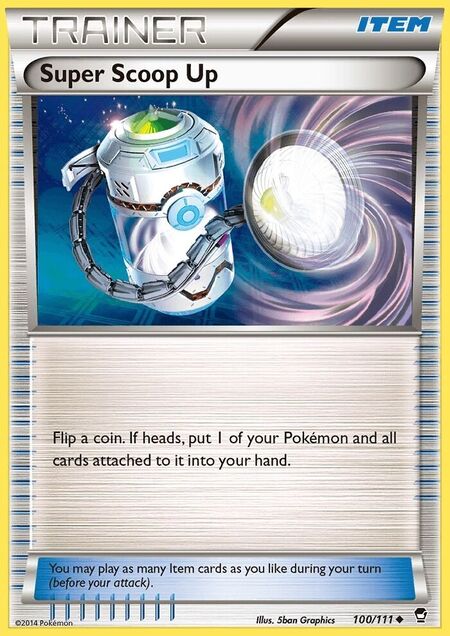 TRAINER ITEM
Super Scoop Up
Flip a coin. If heads, put 1 of your Pokémon and all
cards attached to it into your hand.
You may play as many Item cards as you like during your turn
(before your attack).
©2014 Pokémon Illus. 5ban Graphics 100/111